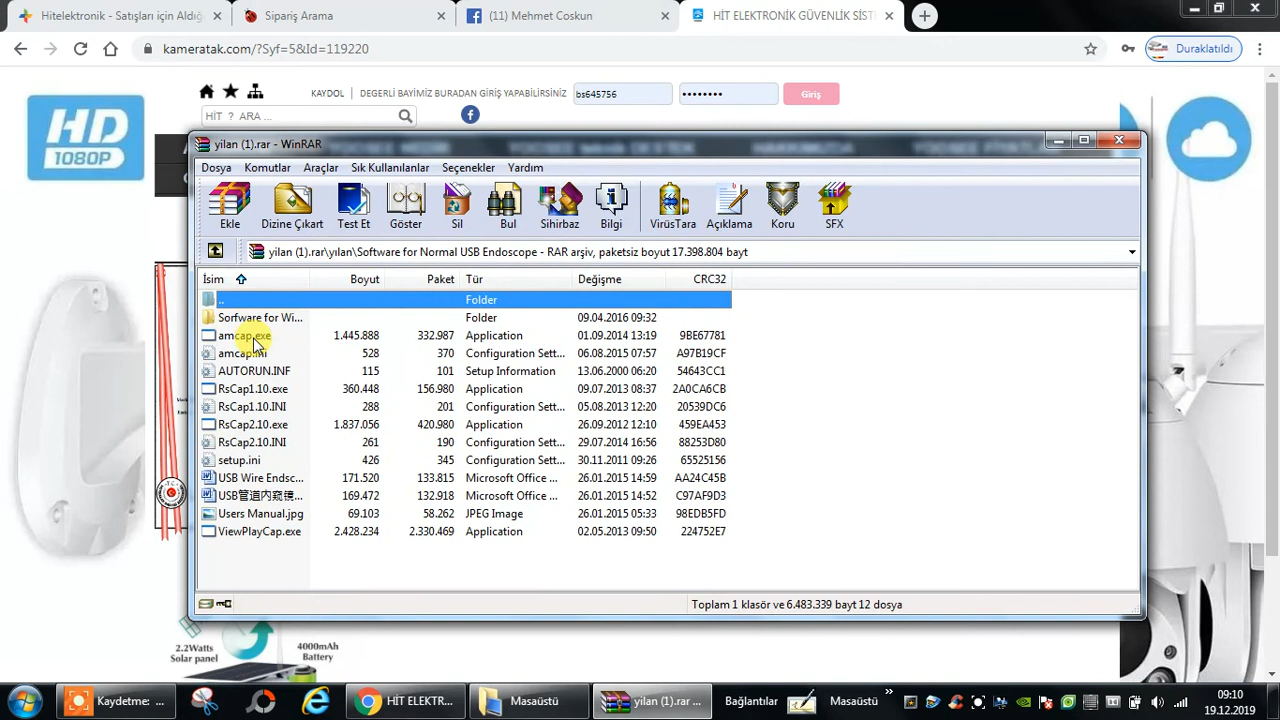 Hitelektronik - Satışları için Aldığ
Sipariş Arama
(11) Mehmet Coskun
HİT ELEKTRONİK GÜVENLİK SİST
kameratak.com/?Syf=5&Id=119220
Duraklatıldı
KAYDOL
DEGERLİ BAYİMİZ BURADAN GİRİŞ YAPABİLİRSİNİZ
bs645756
••••••••
Giriş
HİT ? ARA ...
HD
1080P
yilan (1).rar - WinRAR
Dosya Komutlar Araçlar Sık Kullanılanlar Seçenekler Yardım
Ekle Dizine Çıkart Test Et Göster Sil Bul Sihirbaz Bilgi VirüsTara Açıklama Koru SFX
yilan (1).rar\yılan\Software for Normal USB Endoscope - RAR arşiv, paketsiz boyut 17.398.804 bayt
İsim Boyut Paket Tür Değişme CRC32
.. Folder
Sorfware for Wi... Folder 09.04.2016 09:32
amcap.exe 1.445.888 332.987 Application 01.09.2014 13:19 9BE67781
amcap.ini 528 370 Configuration Sett... 06.08.2015 07:57 A97B19CF
AUTORUN.INF 115 101 Setup Information 13.06.2000 06:20 54643CC1
RsCap1.10.exe 360.448 156.980 Application 09.07.2013 08:37 2A0CA6CB
RsCap1.10.INI 288 201 Configuration Sett... 05.08.2013 12:20 20539DC6
RsCap2.10.exe 1.837.056 420.980 Application 26.09.2012 12:10 459EA453
RsCap2.10.INI 261 190 Configuration Sett... 29.07.2014 16:56 88253D80
setup.ini 426 345 Configuration Sett... 30.11.2011 09:26 65525156
USB Wire Endsc... 171.520 133.815 Microsoft Office ... 26.01.2015 14:59 AA24C45B
USB管道内窥镜... 169.472 132.918 Microsoft Office ... 26.01.2015 14:52 C97AF9D3
Users Manual.jpg 69.103 58.262 JPEG Image 26.01.2015 05:33 98EDB5FD
ViewPlayCap.exe 2.428.234 2.330.469 Application 02.05.2013 09:50 224752E7
Toplam 1 klasör ve 6.483.339 bayt 12 dosya
2.2Watts
Solar panel
4000mAh
Battery
Kaydetme: ...
HİT ELEKTR...
Masaüstü
yilan (1).rar ...
Bağlantılar
Masaüstü
09:10
19.12.2019